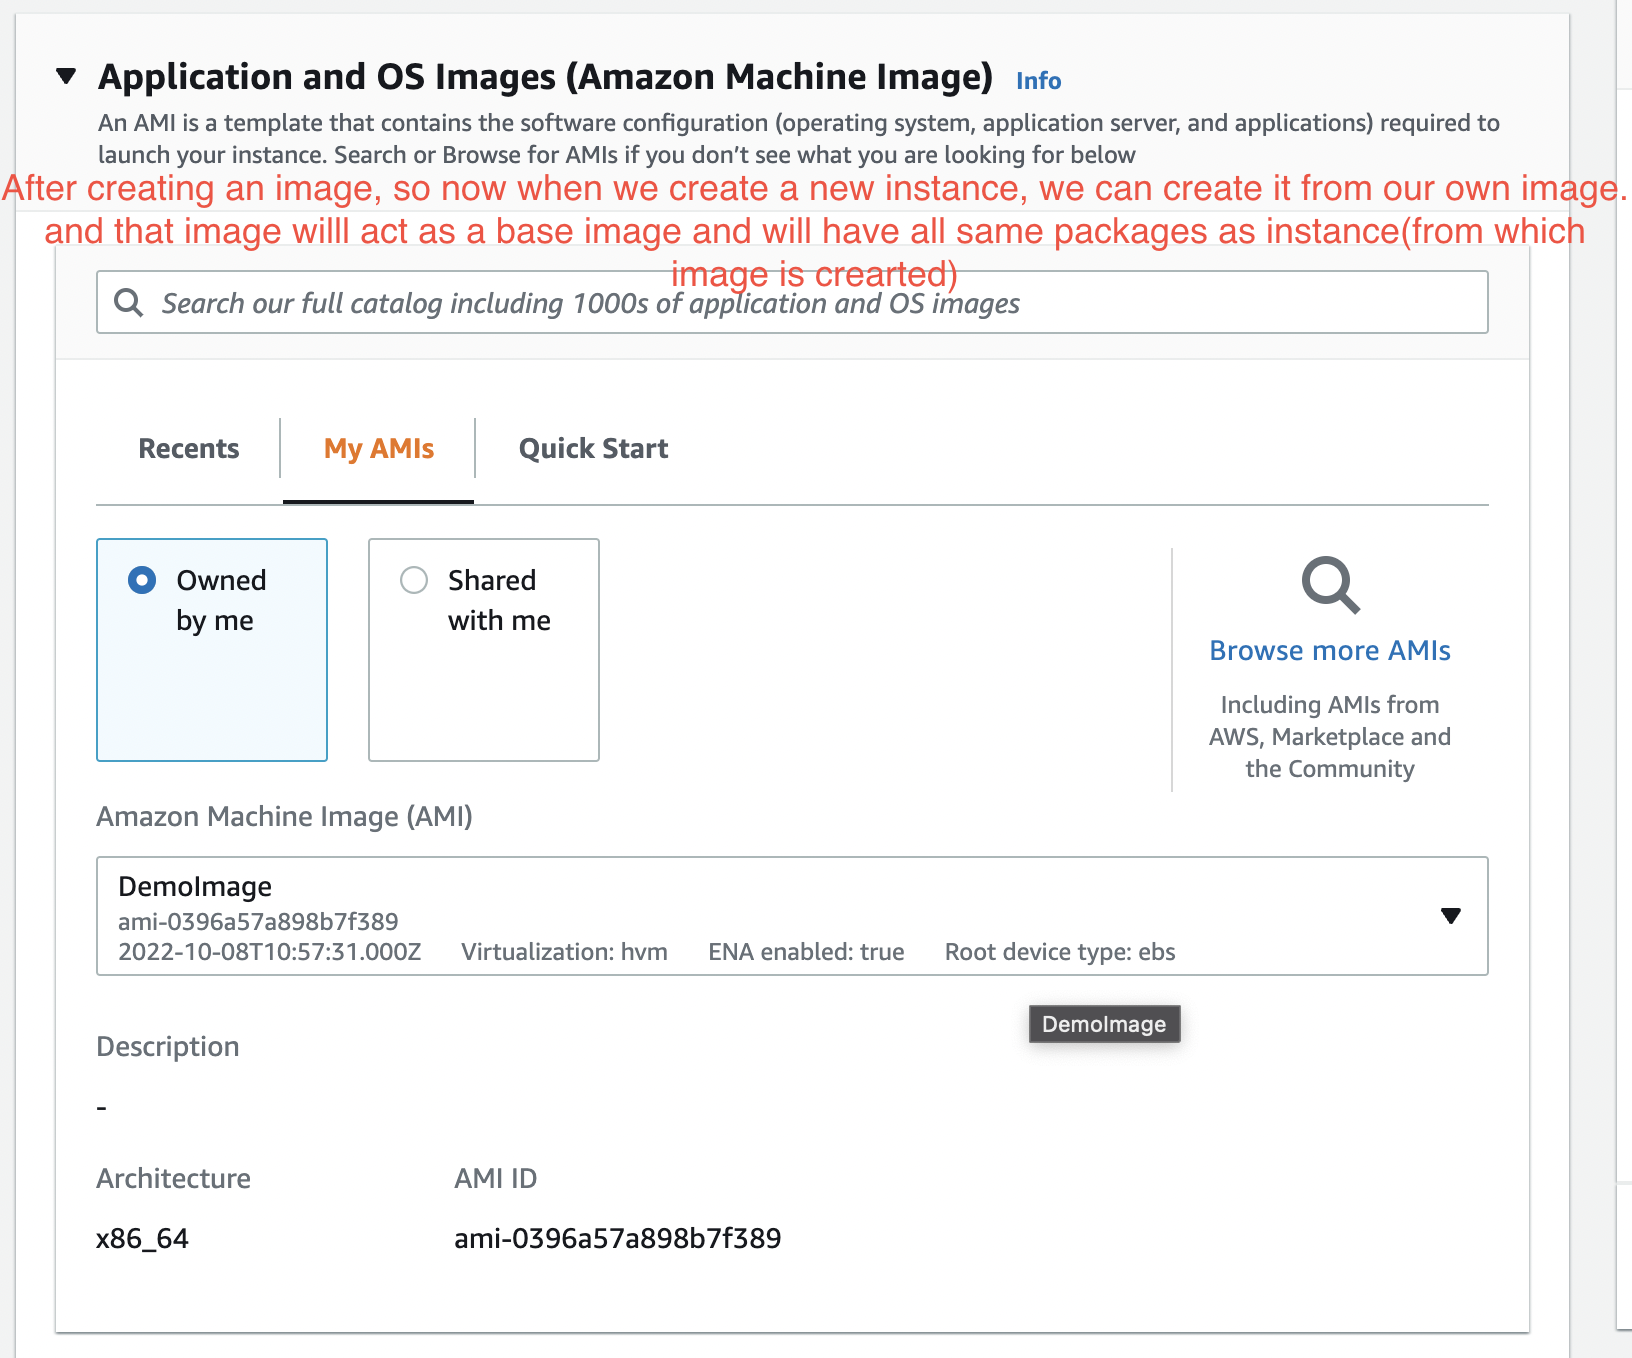 Application and OS Images (Amazon Machine Image) Info
An AMI is a template that contains the software configuration (operating system, application server, and applications) required to
launch your instance. Search or Browse for AMIs if you don’t see what you are looking for below
After creating an image, so now when we create a new instance, we can create it from our own image.
and that image willl act as a base image and will have all same packages as instance(from which
image is crearted)
Search our full catalog including 1000s of application and OS images
Recents My AMIs Quick Start
Owned
by me
Shared
with me
Browse more AMIs
Including AMIs from
AWS, Marketplace and
the Community
Amazon Machine Image (AMI)
DemoImage
ami-0396a57a898b7f389
2022-10-08T10:57:31.000Z Virtualization: hvm ENA enabled: true Root device type: ebs
DemoImage
Description
-
Architecture AMI ID
x86_64 ami-0396a57a898b7f389